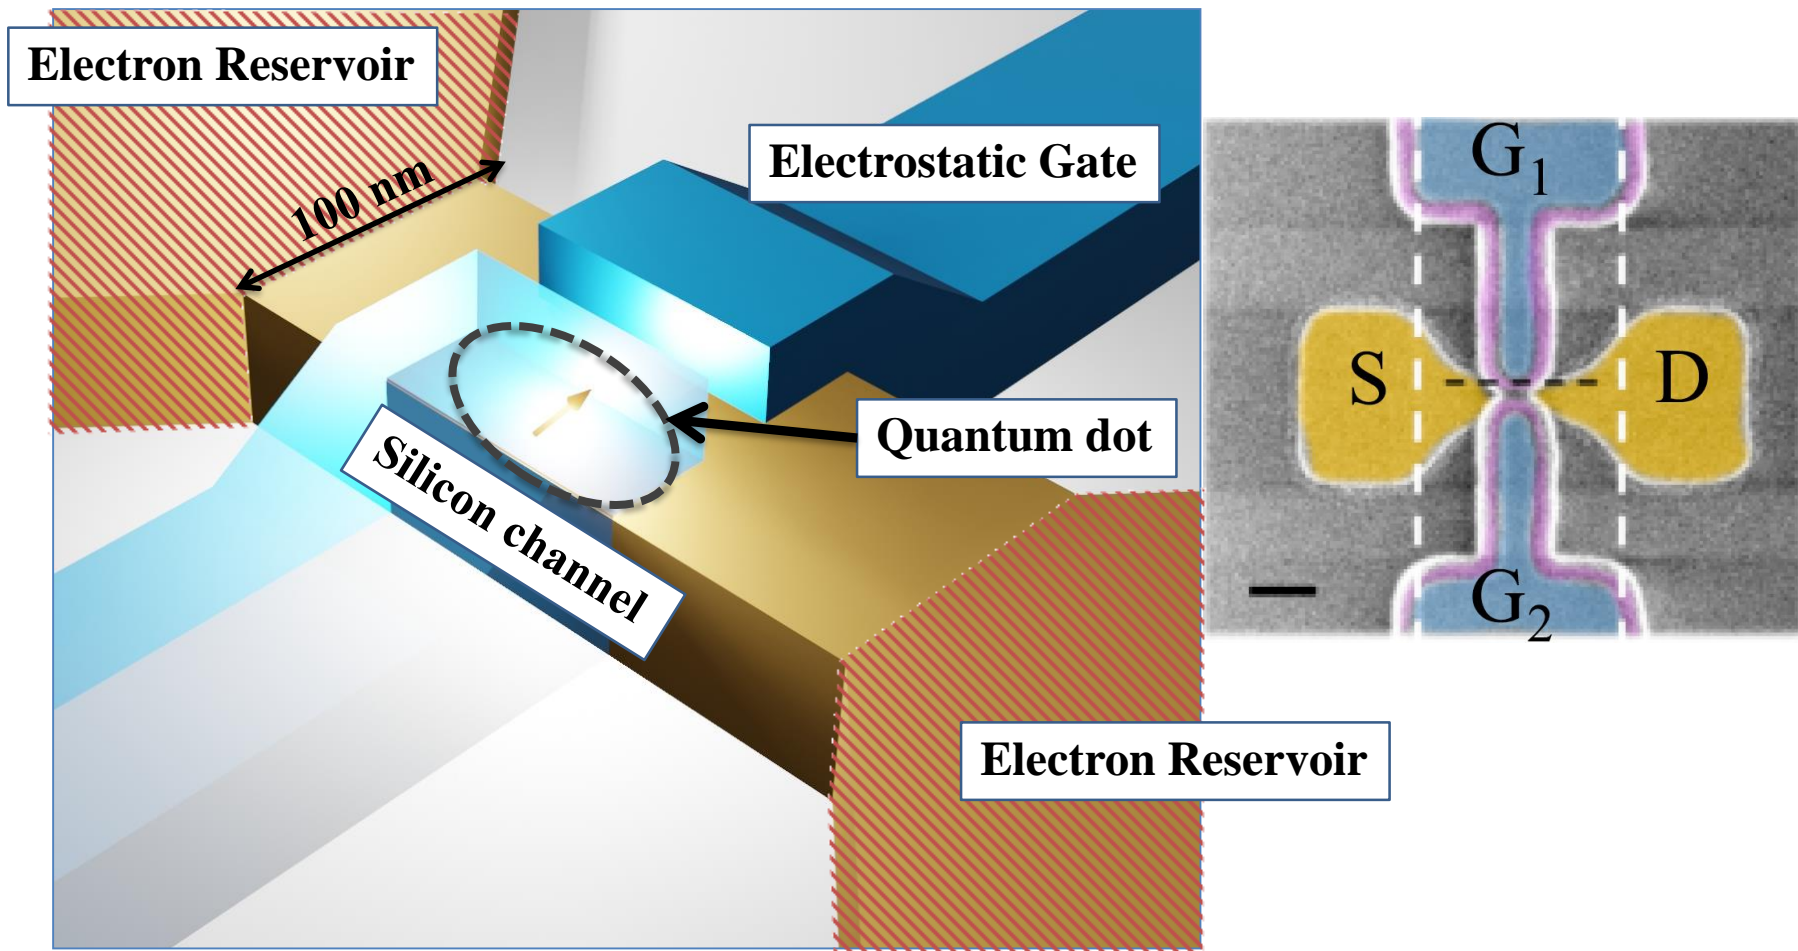 Electron Reservoir
100 nm
Electrostatic Gate
Quantum dot
Silicon channel
Electron Reservoir
G1
S
D
G2